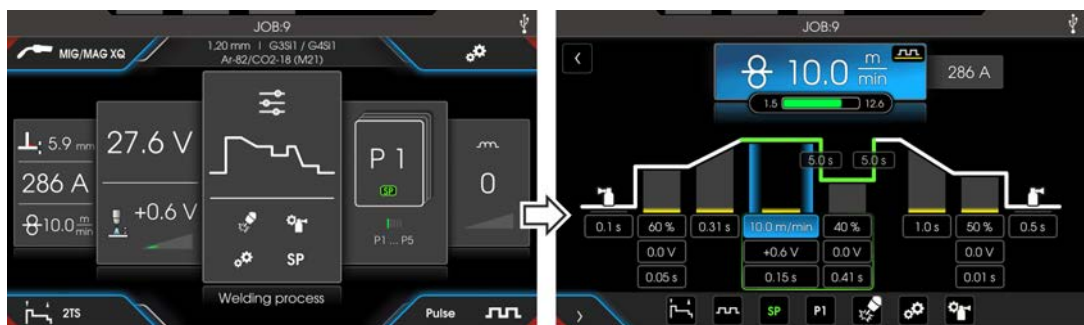 JOB:9
MIG/MAG XQ
1,20 mm I G3Si1 / G4Si1
Ar-82/CO2-18 (M21)
5.9 mm
286 A
10.0 m/min
27.6 V
+0.6 V
SP
Welding process
P 1
SP
P1 ... P5
0
2TS
Pulse
JOB:9
10.0 m/min
286 A
1.5 12.6
5.0 s 5.0 s
0.1 s 60 % 0.31 s 10.0 m/min 40 % 1.0 s 50 % 0.5 s
0.0 V +0.6 V 0.0 V 0.0 V
0.05 s 0.15 s 0.41 s 0.01 s
SP P1